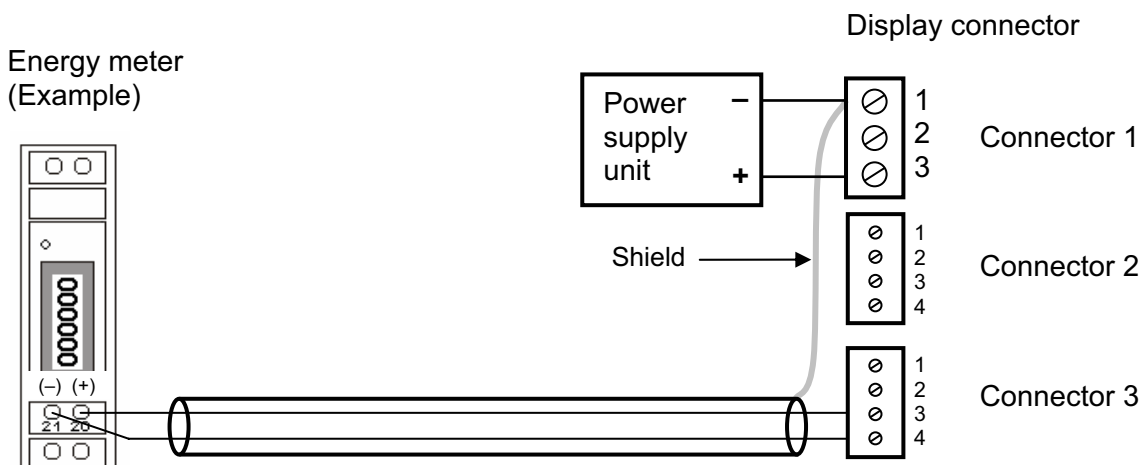 Display connector
Energy meter
(Example)
Power
supply
unit
–
+
1
2
3
Connector 1
Shield
1
2
3
4
Connector 2
00000
(–) (+)
21 20
1
2
3
4
Connector 3